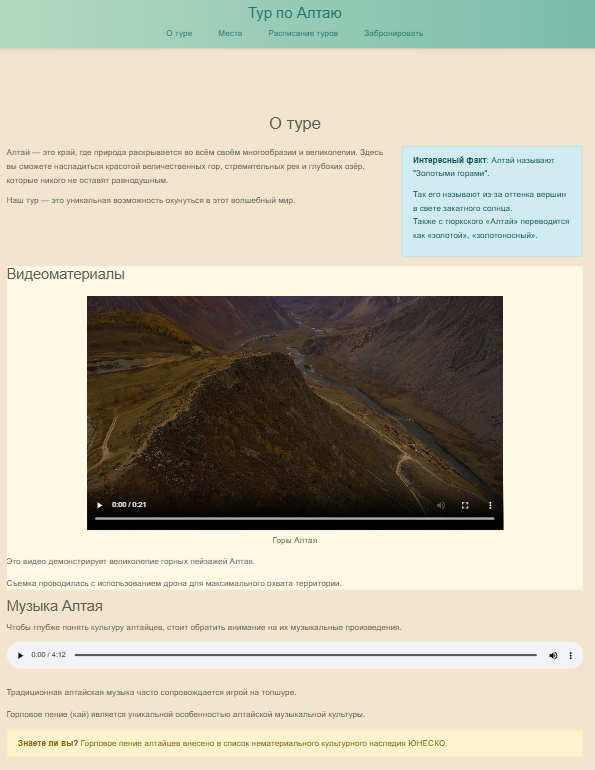 Тур по Алтаю
О туре Места Расписание туров Забронировать
О туре
Алтай — это край, где природа раскрывается во всём своём многообразии и великолепии. Здесь
вы сможете насладиться красотой величественных гор, стремительных рек и глубоких озёр,
которые никого не оставят равнодушным.
Наш тур — это уникальная возможность окунуться в этот волшебный мир.
Интересный факт: Алтай называют
"Золотыми горами".
Так его называют из-за оттенка вершин
в свете закатного солнца.
Также с тюркского «Алтай» переводится
как «золотой», «золотоносный».
Видеоматериалы
0:00 / 0:21
Горы Алтая
Это видео демонстрирует великолепие горных пейзажей Алтая.
Съемка проводилась с использованием дрона для максимального охвата территории.
Музыка Алтая
Чтобы глубже понять культуру алтайцев, стоит обратить внимание на их музыкальные произведения.
0:00 / 4:12
Традиционная алтайская музыка часто сопровождается игрой на топшуре.
Горловое пение (кай) является уникальной особенностью алтайской музыкальной культуры.
Знаете ли вы? Горловое пение алтайцев внесено в список нематериального культурного наследия ЮНЕСКО.